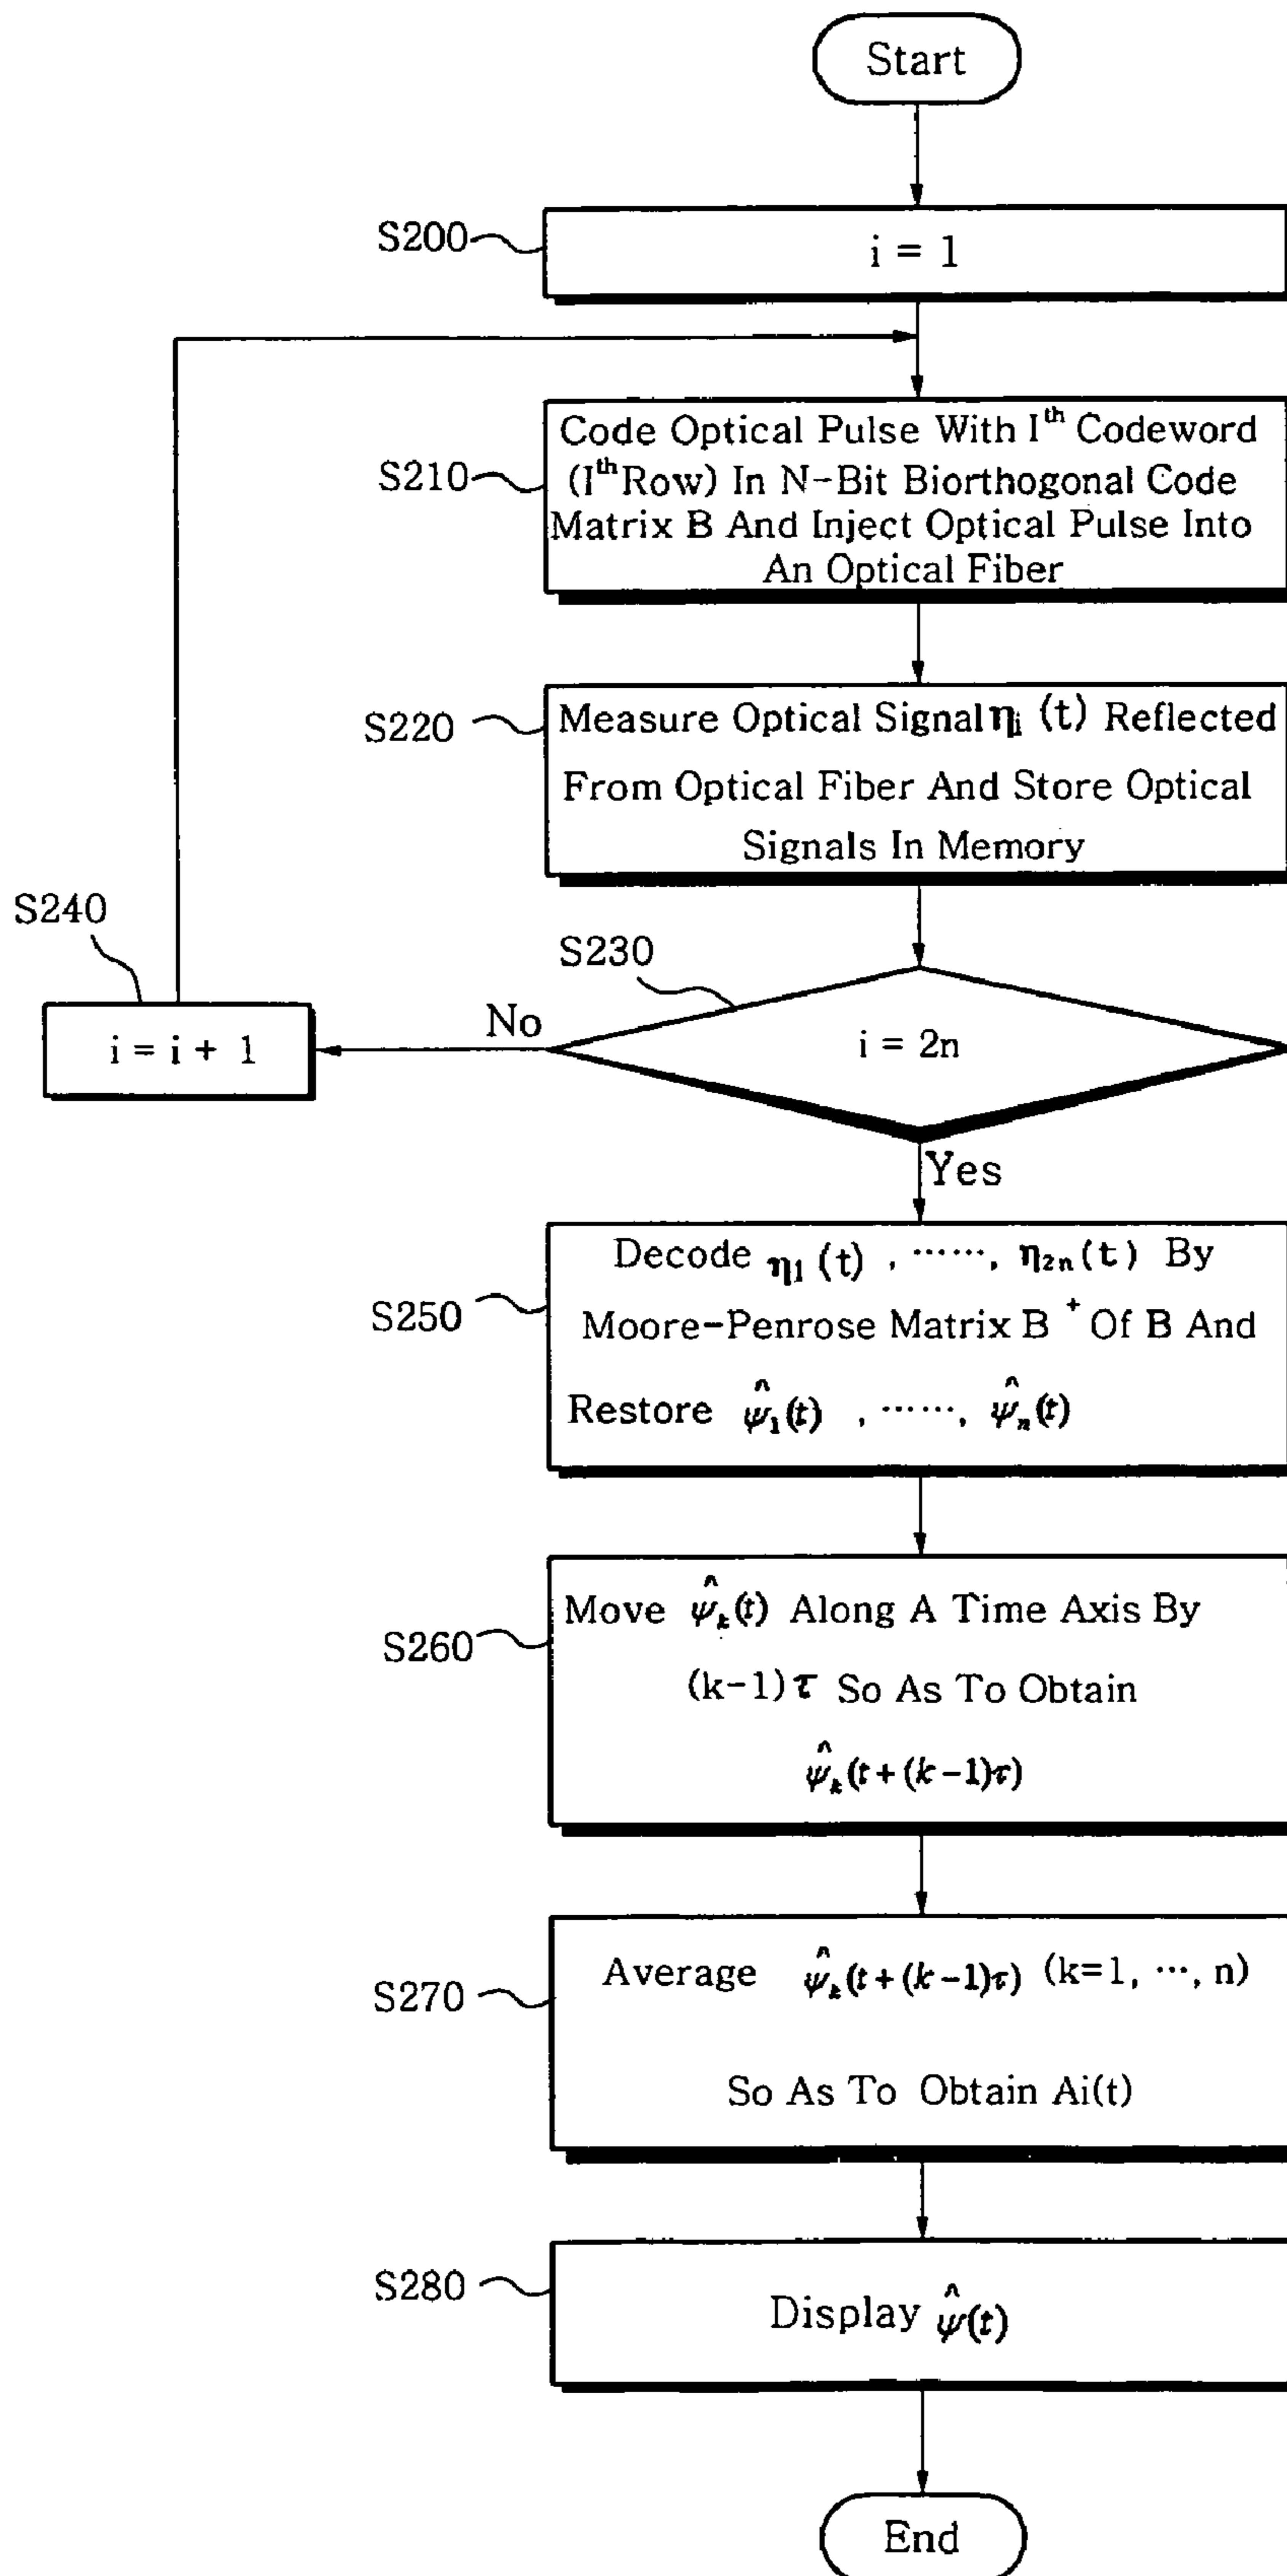 Start
S200
i = 1
S210
Code Optical Pulse With Iᵗʰ Codeword
(IᵗʰRow) In N-Bit Biorthogonal Code
Matrix B And Inject Optical Pulse Into
An Optical Fiber
S220
Measure Optical Signal ηᵢ (t) Reflected
From Optical Fiber And Store Optical
Signals In Memory
S230
i = 2n
No
S240
i = i + 1
Yes
S250
Decode η₁ (t) , ······, η₂ₙ(t) By
Moore-Penrose Matrix B⁺ Of B And
Restore ψ̂₁(t) , ······, ψ̂ₙ(t)
S260
Move ψ̂ₖ(t) Along A Time Axis By
(k-1)τ So As To Obtain
ψ̂ₖ(t+(k-1)τ)
S270
Average ψ̂ₖ(t+(k-1)τ) (k=1, ···, n)
So As To Obtain Ai(t)
S280
Display ψ̂(t)
End